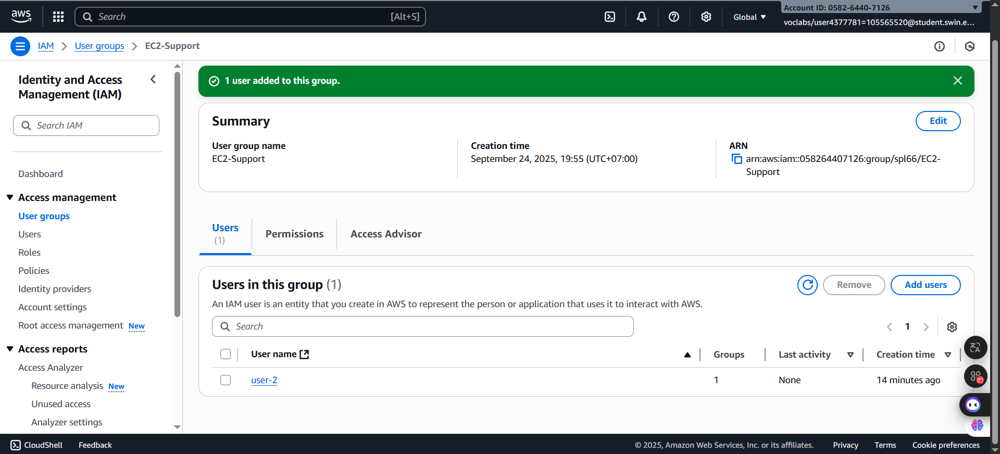 aws
Search
[Alt+S]
Global
Account ID: 0582-6440-7126
voclabs/user4377781=105565520@student.swin.e...
IAM
User groups
EC2-Support
Identity and Access
Management (IAM)
Search IAM
Dashboard
Access management
User groups
Users
Roles
Policies
Identity providers
Account settings
Root access management New
Access reports
Access Analyzer
Resource analysis New
Unused access
Analyzer settings
1 user added to this group.
Summary
Edit
User group name
EC2-Support
Creation time
September 24, 2025, 19:55 (UTC+07:00)
ARN
arn:aws:iam::058264407126:group/spl66/EC2-
Support
Users
(1)
Permissions
Access Advisor
Users in this group (1)
Remove
Add users
An IAM user is an entity that you create in AWS to represent the person or application that uses it to interact with AWS.
Search
1
User name
Groups
Last activity
Creation time
user-2
1
None
14 minutes ago
CloudShell
Feedback
© 2025, Amazon Web Services, Inc. or its affiliates.
Privacy
Terms
Cookie preferences